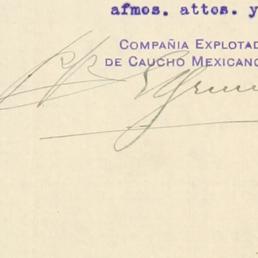 afmos. attos. y
COMPAÑIA EXPLOTAD
DE CAUCHO MEXICANO